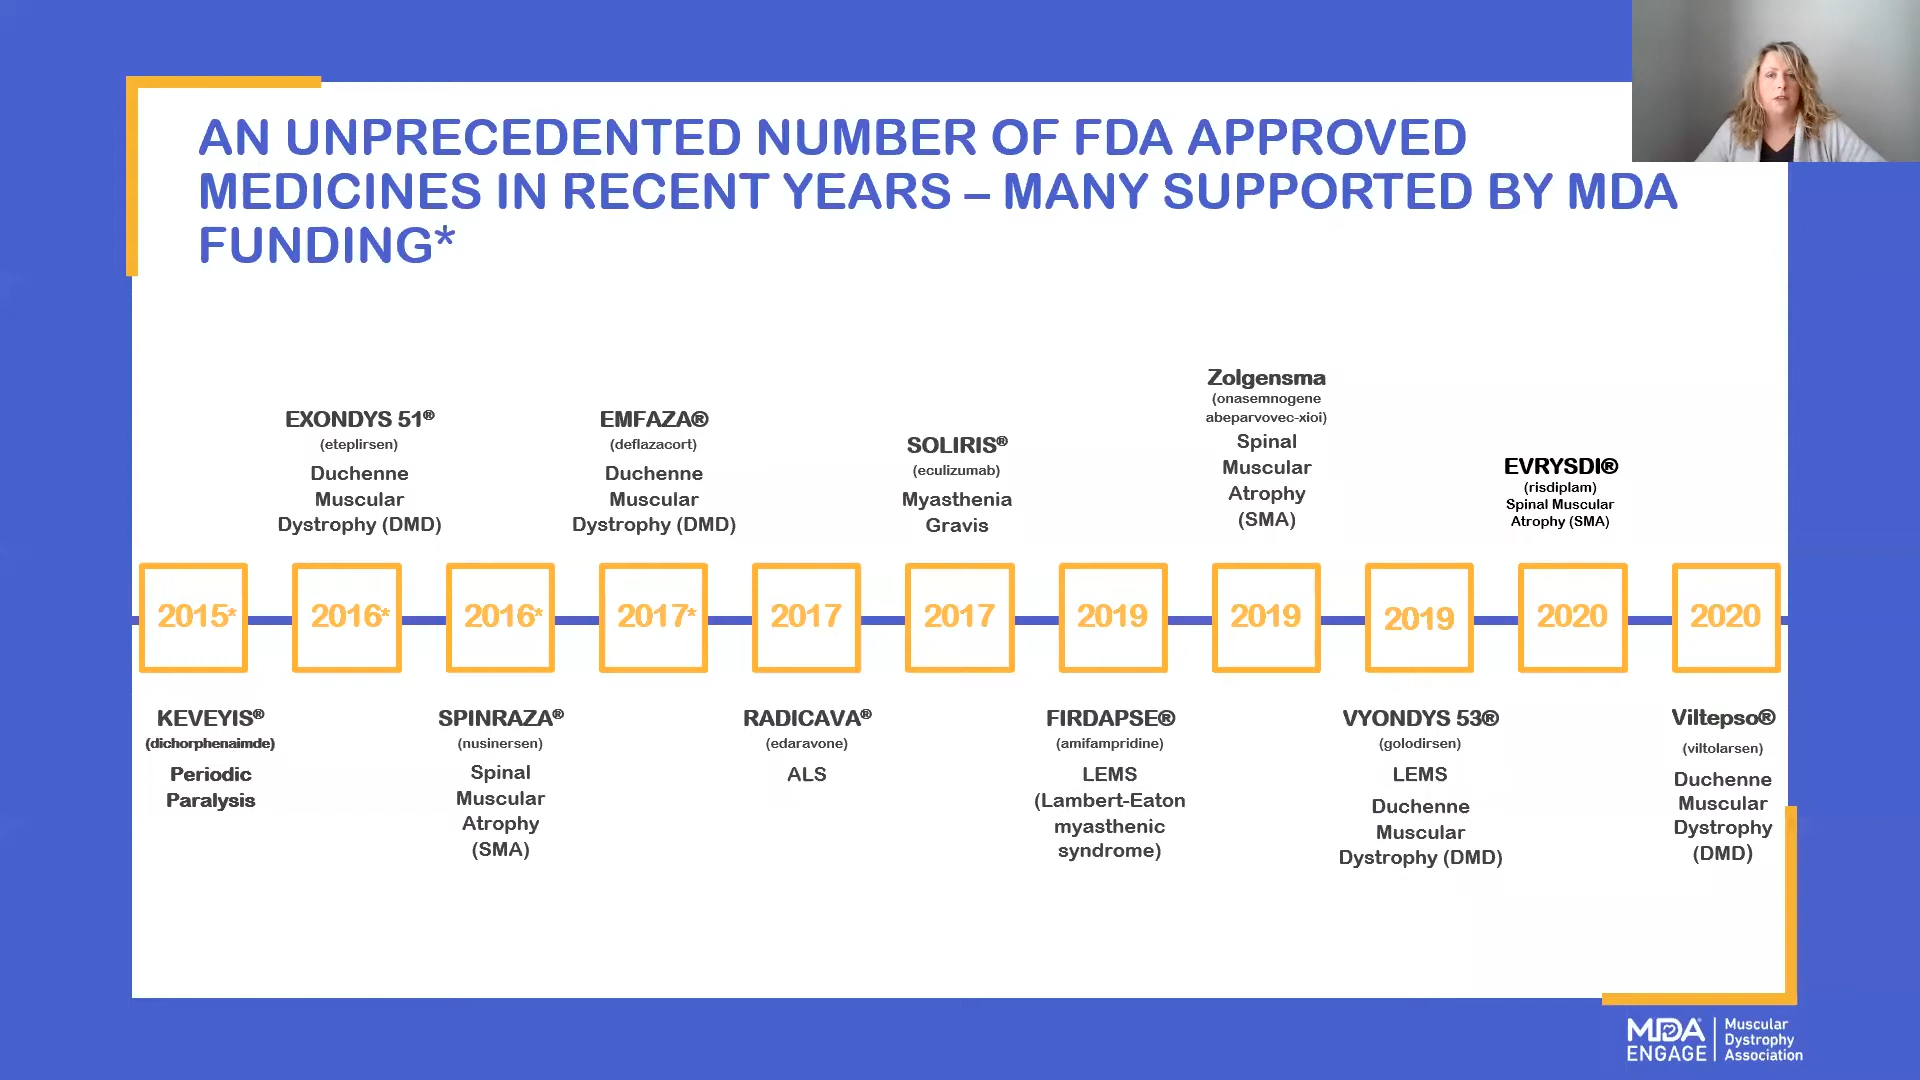 AN UNPRECEDENTED NUMBER OF FDA APPROVED
MEDICINES IN RECENT YEARS – MANY SUPPORTED BY MDA
FUNDING*
EXONDYS 51®
(eteplirsen)
Duchenne
Muscular
Dystrophy (DMD)
EMFAZA®
(deflazacort)
Duchenne
Muscular
Dystrophy (DMD)
SOLIRIS®
(eculizumab)
Myasthenia
Gravis
Zolgensma
(onasemnogene
abeparvovec-xioi)
Spinal
Muscular
Atrophy
(SMA)
EVRYSDI®
(risdiplam)
Spinal Muscular
Atrophy (SMA)
2015*
2016*
2016*
2017*
2017
2017
2019
2019
2019
2020
2020
KEVEYIS®
(dichorphenaimde)
Periodic
Paralysis
SPINRAZA®
(nusinersen)
Spinal
Muscular
Atrophy
(SMA)
RADICAVA®
(edaravone)
ALS
FIRDAPSE®
(amifampridine)
LEMS
(Lambert-Eaton
myasthenic
syndrome)
VYONDYS 53®
(golodirsen)
LEMS
Duchenne
Muscular
Dystrophy (DMD)
Viltepso®
(viltolarsen)
Duchenne
Muscular
Dystrophy
(DMD)
MDA
ENGAGE
Muscular
Dystrophy
Association